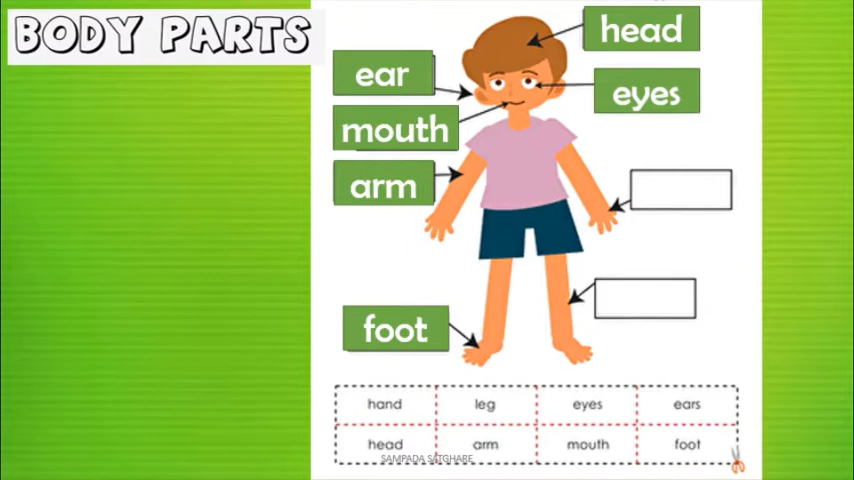 BODY PARTS
head
ear
eyes
mouth
arm
foot
hand leg eyes ears
head arm mouth foot
SAMPADA SATGHARE